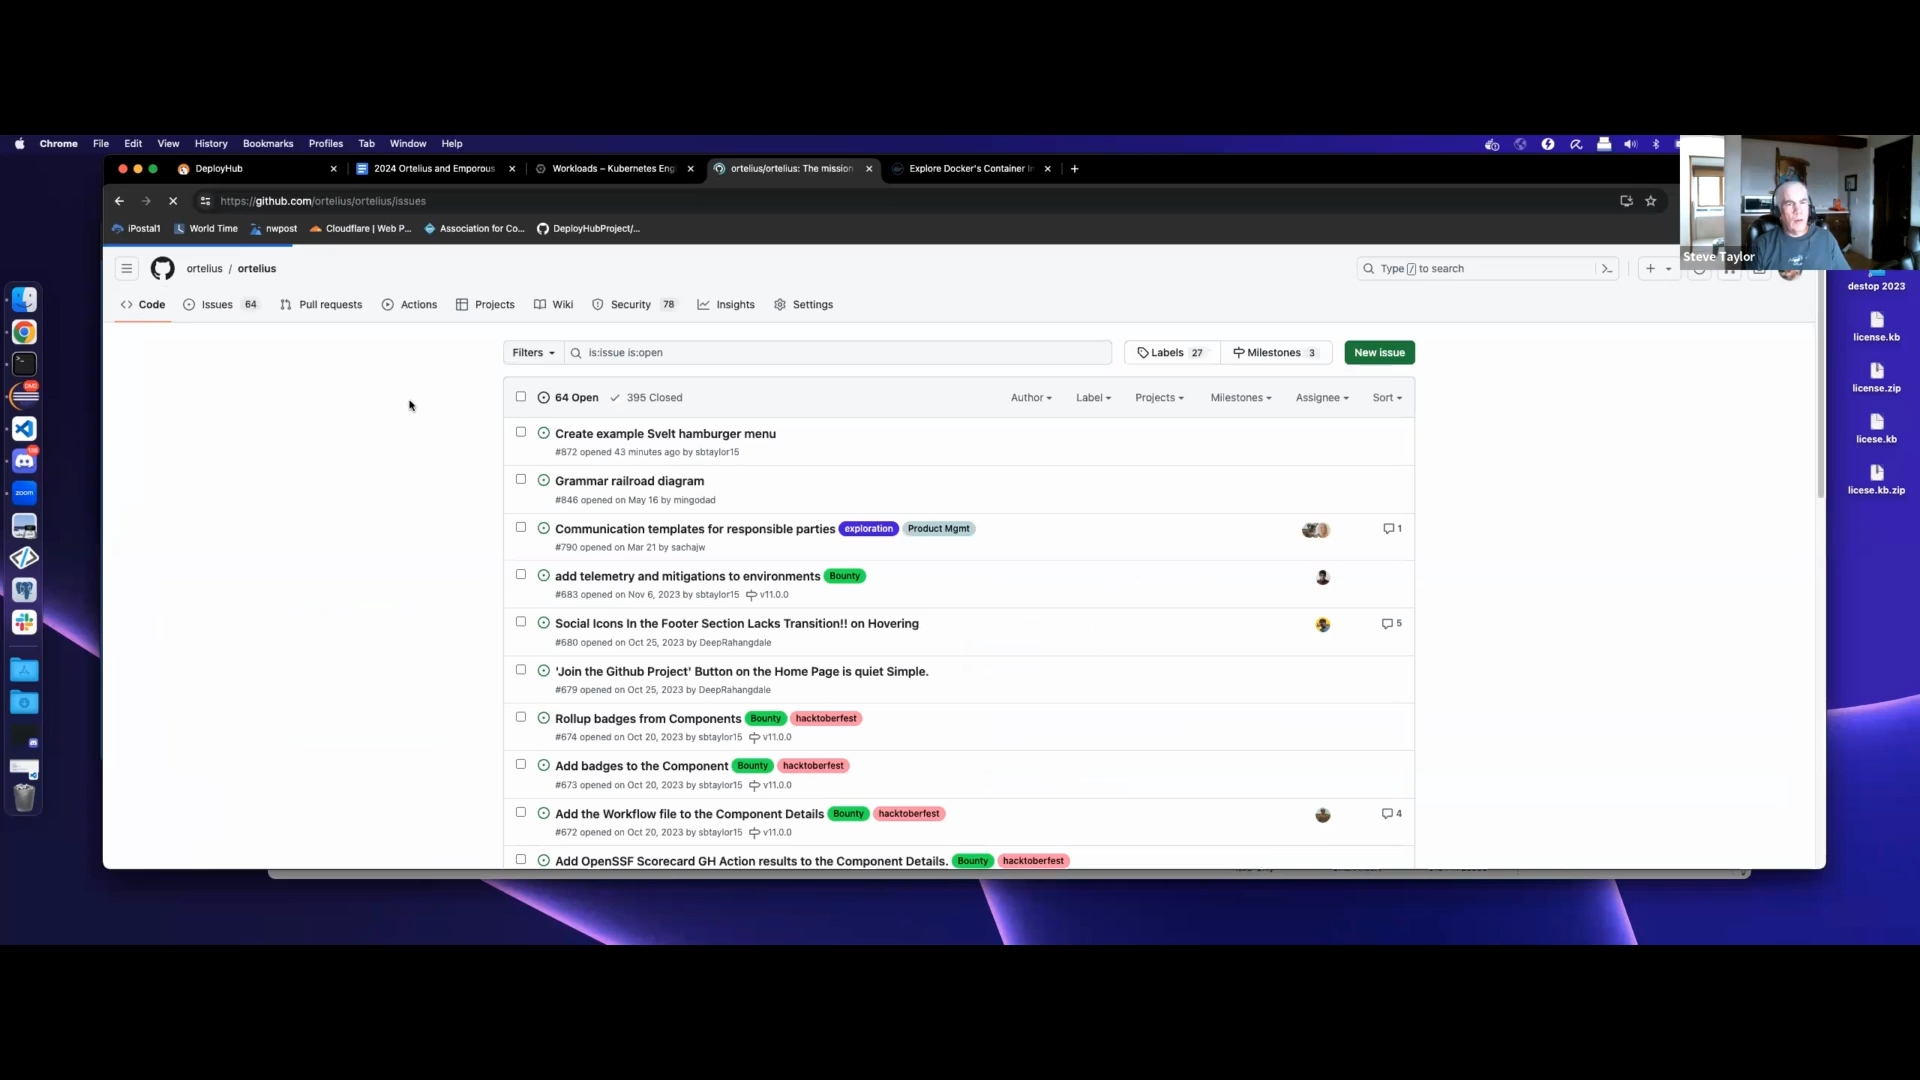 Chrome File Edit View History Bookmarks Profiles Tab Window Help
DeployHub
2024 Ortelius and Emporous
Workloads – Kubernetes Eng
ortelius/ortelius: The mission
Explore Docker's Container In
https://github.com/ortelius/ortelius/issues
iPostal1
World Time
nwpost
Cloudflare | Web P...
Association for Co...
DeployHubProject/...
Steve Taylor
ortelius / ortelius
Type / to search
Code
Issues 64
Pull requests
Actions
Projects
Wiki
Security 78
Insights
Settings
Filters
is:issue is:open
Labels 27
Milestones 3
New issue
64 Open
395 Closed
Author
Label
Projects
Milestones
Assignee
Sort
Create example Svelt hamburger menu
#872 opened 43 minutes ago by sbtaylor15
Grammar railroad diagram
#846 opened on May 16 by mingodad
Communication templates for responsible parties exploration Product Mgmt 1
#790 opened on Mar 21 by sachajw
add telemetry and mitigations to environments Bounty
#683 opened on Nov 6, 2023 by sbtaylor15 v11.0.0
Social Icons In the Footer Section Lacks Transition!! on Hovering 5
#680 opened on Oct 25, 2023 by DeepRahangdale
'Join the Github Project' Button on the Home Page is quiet Simple.
#679 opened on Oct 25, 2023 by DeepRahangdale
Rollup badges from Components Bounty hacktoberfest
#674 opened on Oct 20, 2023 by sbtaylor15 v11.0.0
Add badges to the Component Bounty hacktoberfest
#673 opened on Oct 20, 2023 by sbtaylor15 v11.0.0
Add the Workflow file to the Component Details Bounty hacktoberfest 4
#672 opened on Oct 20, 2023 by sbtaylor15 v11.0.0
Add OpenSSF Scorecard GH Action results to the Component Details. Bounty hacktoberfest
destop 2023
license.kb
license.zip
licese.kb
licese.kb.zip
zoom